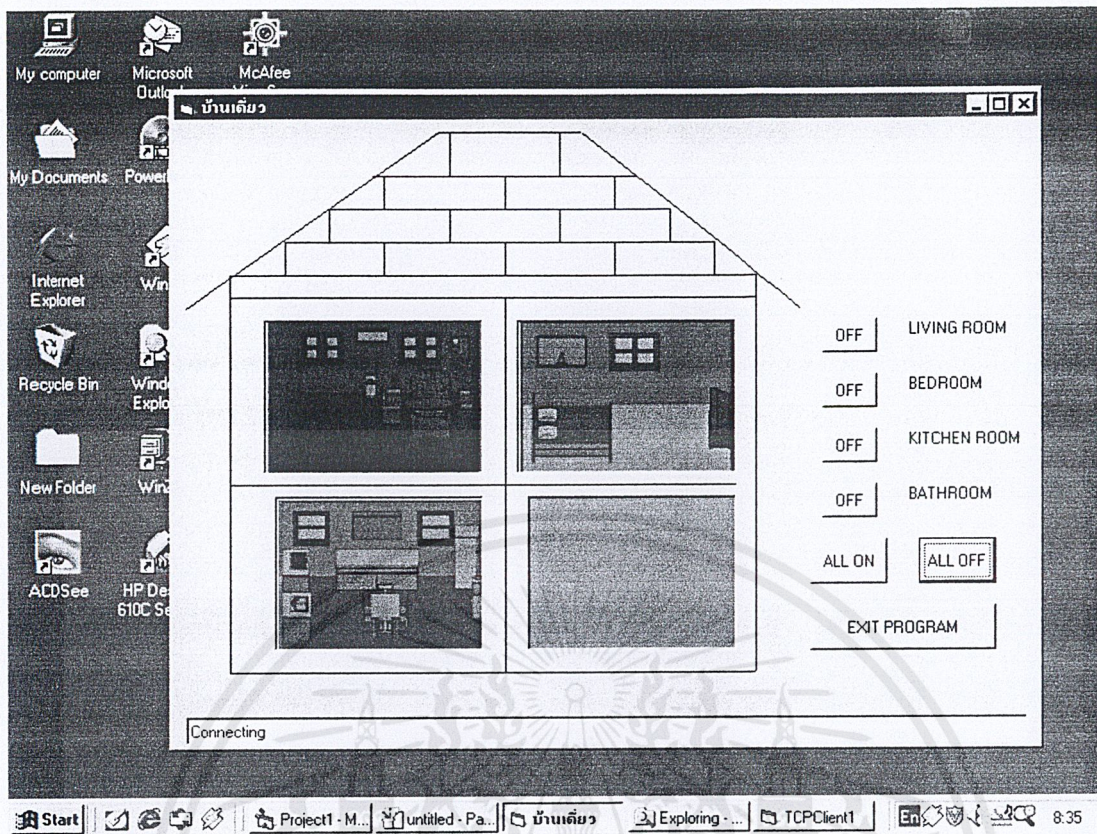 My computer
Microsoft
McAfee
บ้านเดี่ยว
My Documents
Internet
Explorer
Recycle Bin
New Folder
ACDSee
HP
610C
OFF LIVING ROOM
OFF BEDROOM
OFF KITCHEN ROOM
OFF BATHROOM
ALL ON ALL OFF
EXIT PROGRAM
Connecting
Start Project1 - M... untitled - Pa... บ้านเดี่ยว Exploring - ... TCPClient1 En 8:35